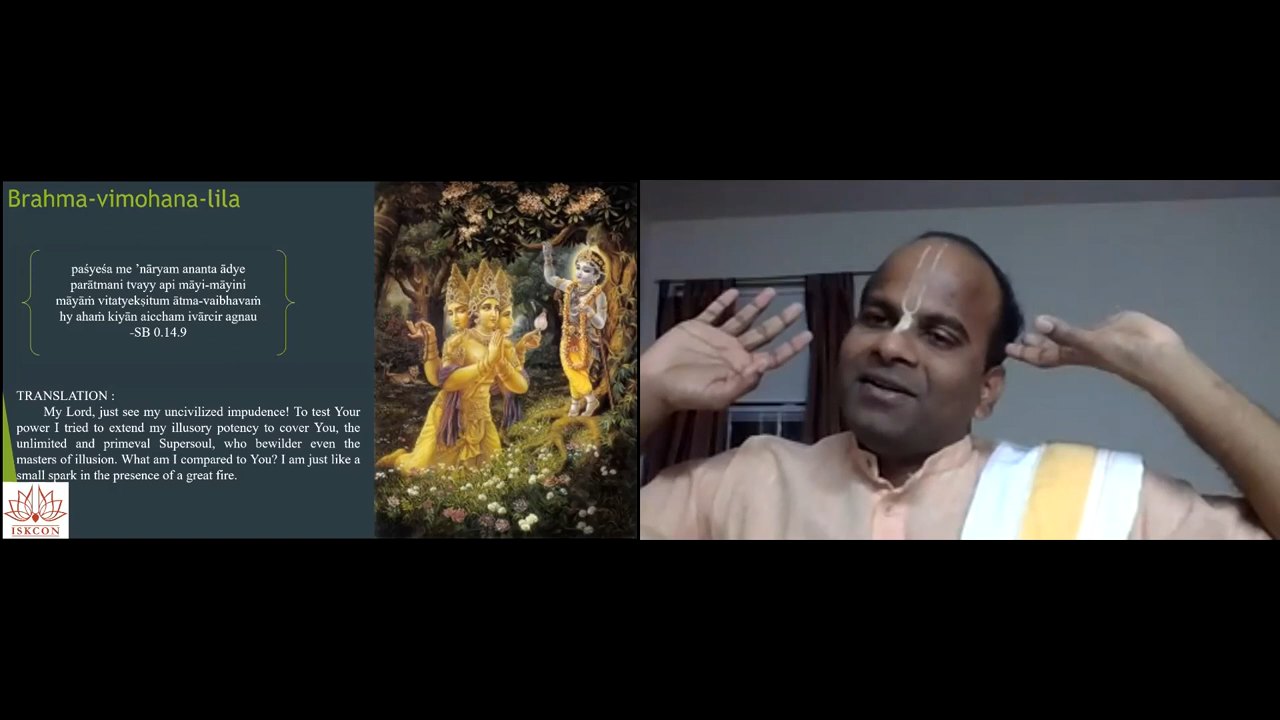 Brahma-vimohana-lila
paśyeśa me ’nāryam ananta ādye
parātmani tvayy api māyi-māyini
māyāṁ vitatyekṣitum ātma-vaibhavaṁ
hy ahaṁ kiyān aiccham ivārcir agnau
-SB 0.14.9
TRANSLATION :
My Lord, just see my uncivilized impudence! To test Your
power I tried to extend my illusory potency to cover You, the
unlimited and primeval Supersoul, who bewilder even the
masters of illusion. What am I compared to You? I am just like a
small spark in the presence of a great fire.
ISKCON